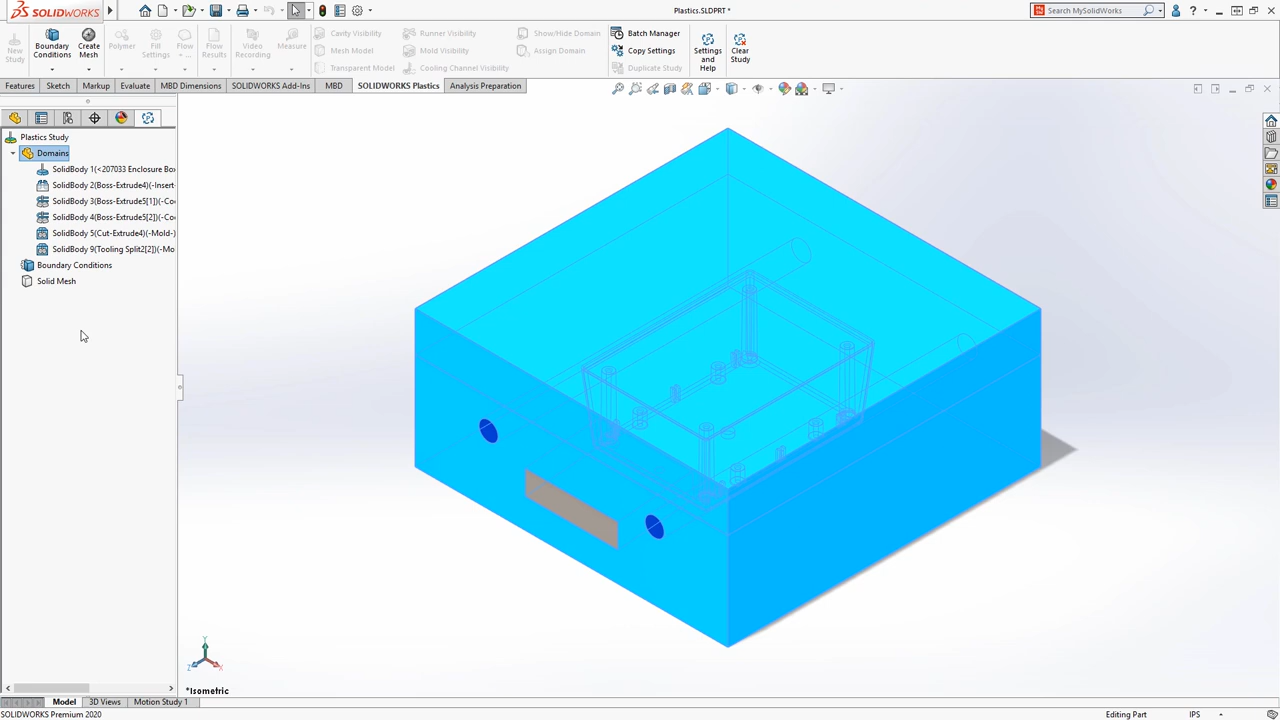 SOLIDWORKS
Plastics.SLDPRT *
Search MySolidWorks
New Study
Boundary Conditions
Create Mesh
Polymer
Fill Settings
Flow ...
Flow Results
Video Recording
Measure
Cavity Visibility
Mesh Model
Transparent Model
Runner Visibility
Mold Visibility
Cooling Channel Visibility
Show/Hide Domain
Assign Domain
Batch Manager
Copy Settings
Duplicate Study
Settings and Help
Clear Study
Features
Sketch
Markup
Evaluate
MBD Dimensions
SOLIDWORKS Add-Ins
MBD
SOLIDWORKS Plastics
Analysis Preparation
Plastics Study
Domains
SolidBody 1(<207033 Enclosure Box
SolidBody 2(Boss-Extrude4)(-Insert-
SolidBody 3(Boss-Extrude5[1])(-Co
SolidBody 4(Boss-Extrude5[2])(-Co
SolidBody 5(Cut-Extrude4)(-Mold-)
SolidBody 9(Tooling Split2[2])(-Mo
Boundary Conditions
Solid Mesh
Y
Z
X
*Isometric
Model
3D Views
Motion Study 1
SOLIDWORKS Premium 2020
Editing Part
IPS